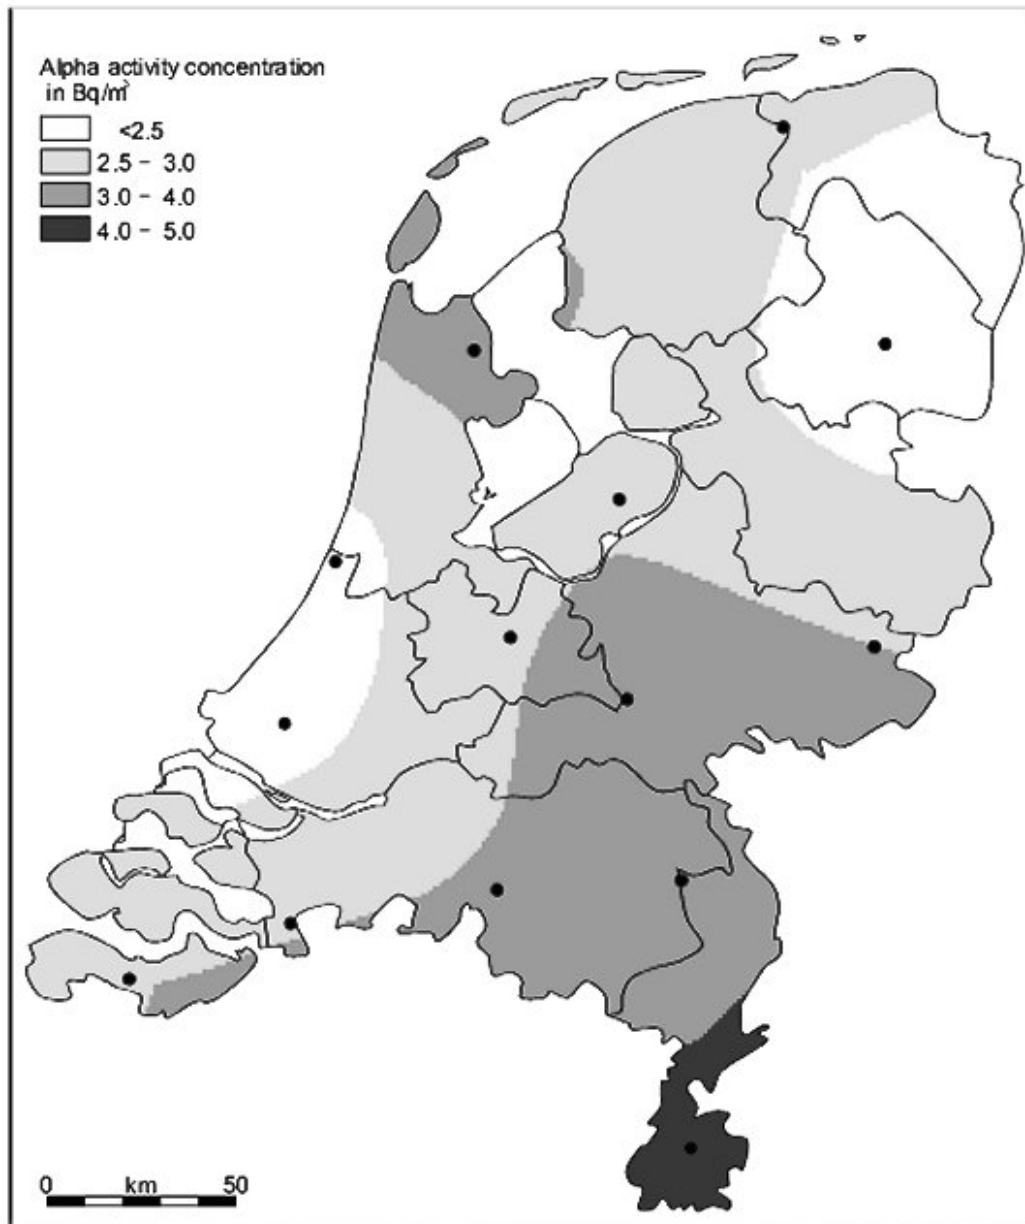 Alpha activity concentration
in Bq/m³
<2.5
2.5 - 3.0
3.0 - 4.0
4.0 - 5.0
0 km 50